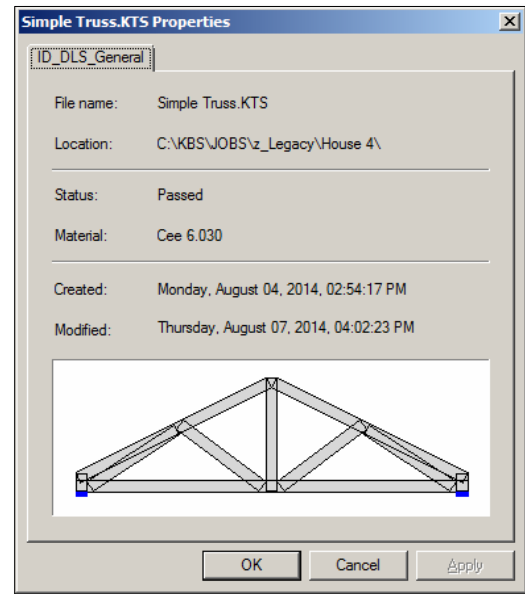 Simple Truss.KTS Properties
ID_DLS_General
File name: Simple Truss.KTS
Location: C:\KBS\JOBS\z_Legacy\House 4\
Status: Passed
Material: Cee 6.030
Created: Monday, August 04, 2014, 02:54:17 PM
Modified: Thursday, August 07, 2014, 04:02:23 PM
OK Cancel Apply